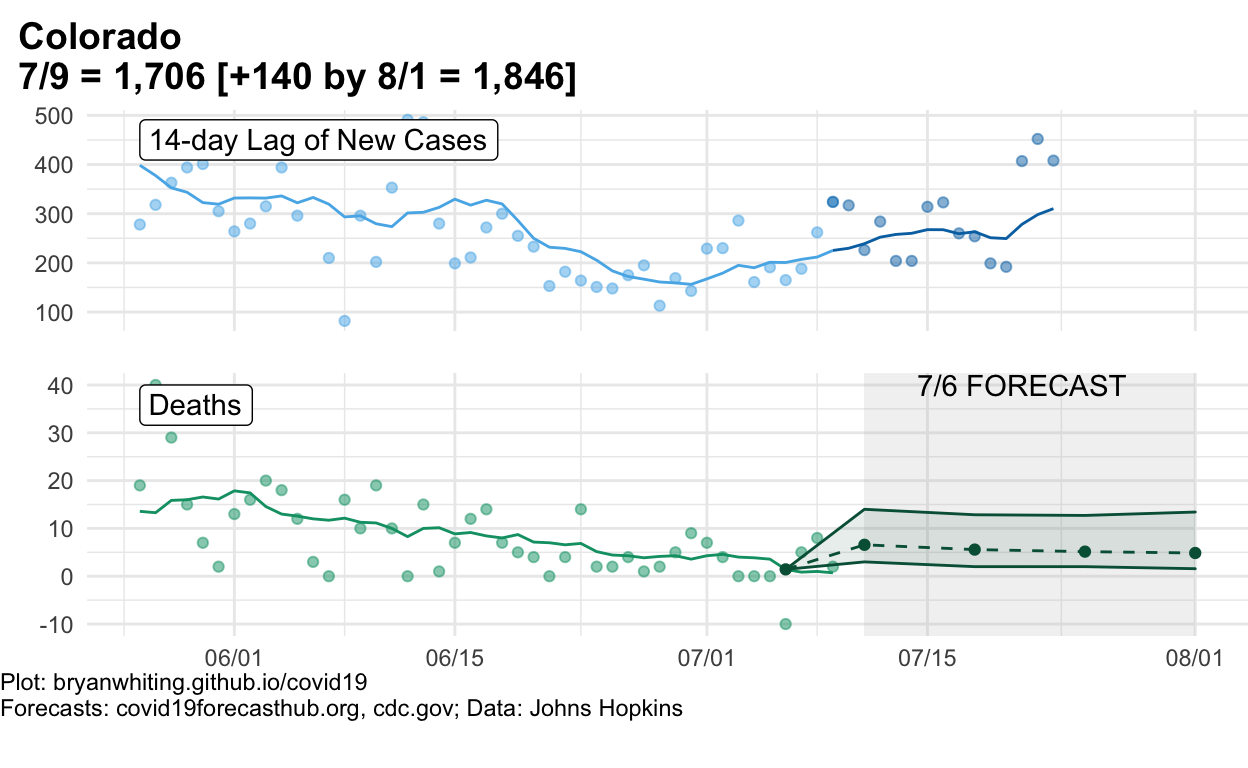 Colorado
7/9 = 1,706 [+140 by 8/1 = 1,846]
500
14-day Lag of New Cases
400
300
200
100
40
7/6 FORECAST
Deaths
30
20
10
0
-10
06/01 06/15 07/01 07/15 08/01
Plot: bryanwhiting.github.io/covid19
Forecasts: covid19forecasthub.org, cdc.gov; Data: Johns Hopkins